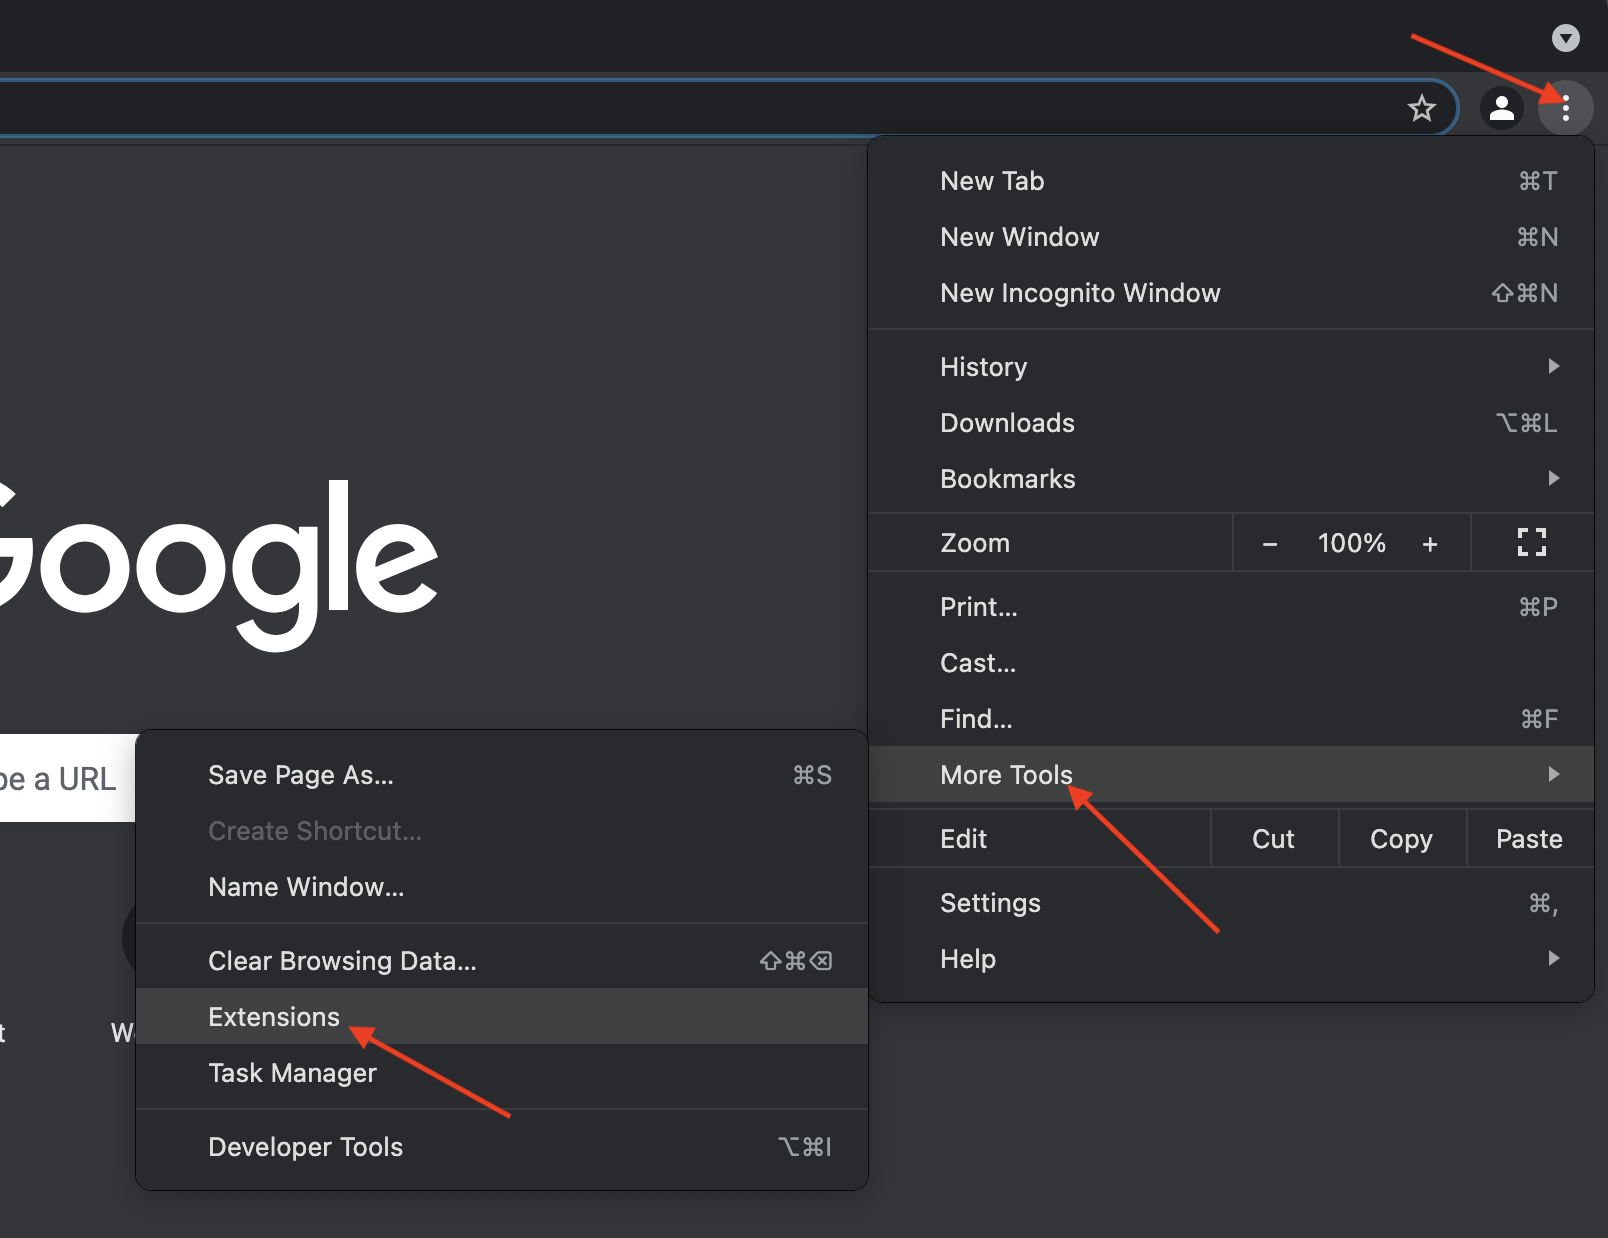 New Tab ⌘T
New Window ⌘N
New Incognito Window ⇧⌘N
History
Downloads ⌥⌘L
Bookmarks
Zoom − 100% +
Print... ⌘P
Cast...
Find... ⌘F
More Tools
Edit Cut Copy Paste
Settings ⌘,
Help
Google
be a URL
Save Page As... ⌘S
Create Shortcut...
Name Window...
Clear Browsing Data... ⇧⌘⌫
Extensions
Task Manager
Developer Tools ⌥⌘I